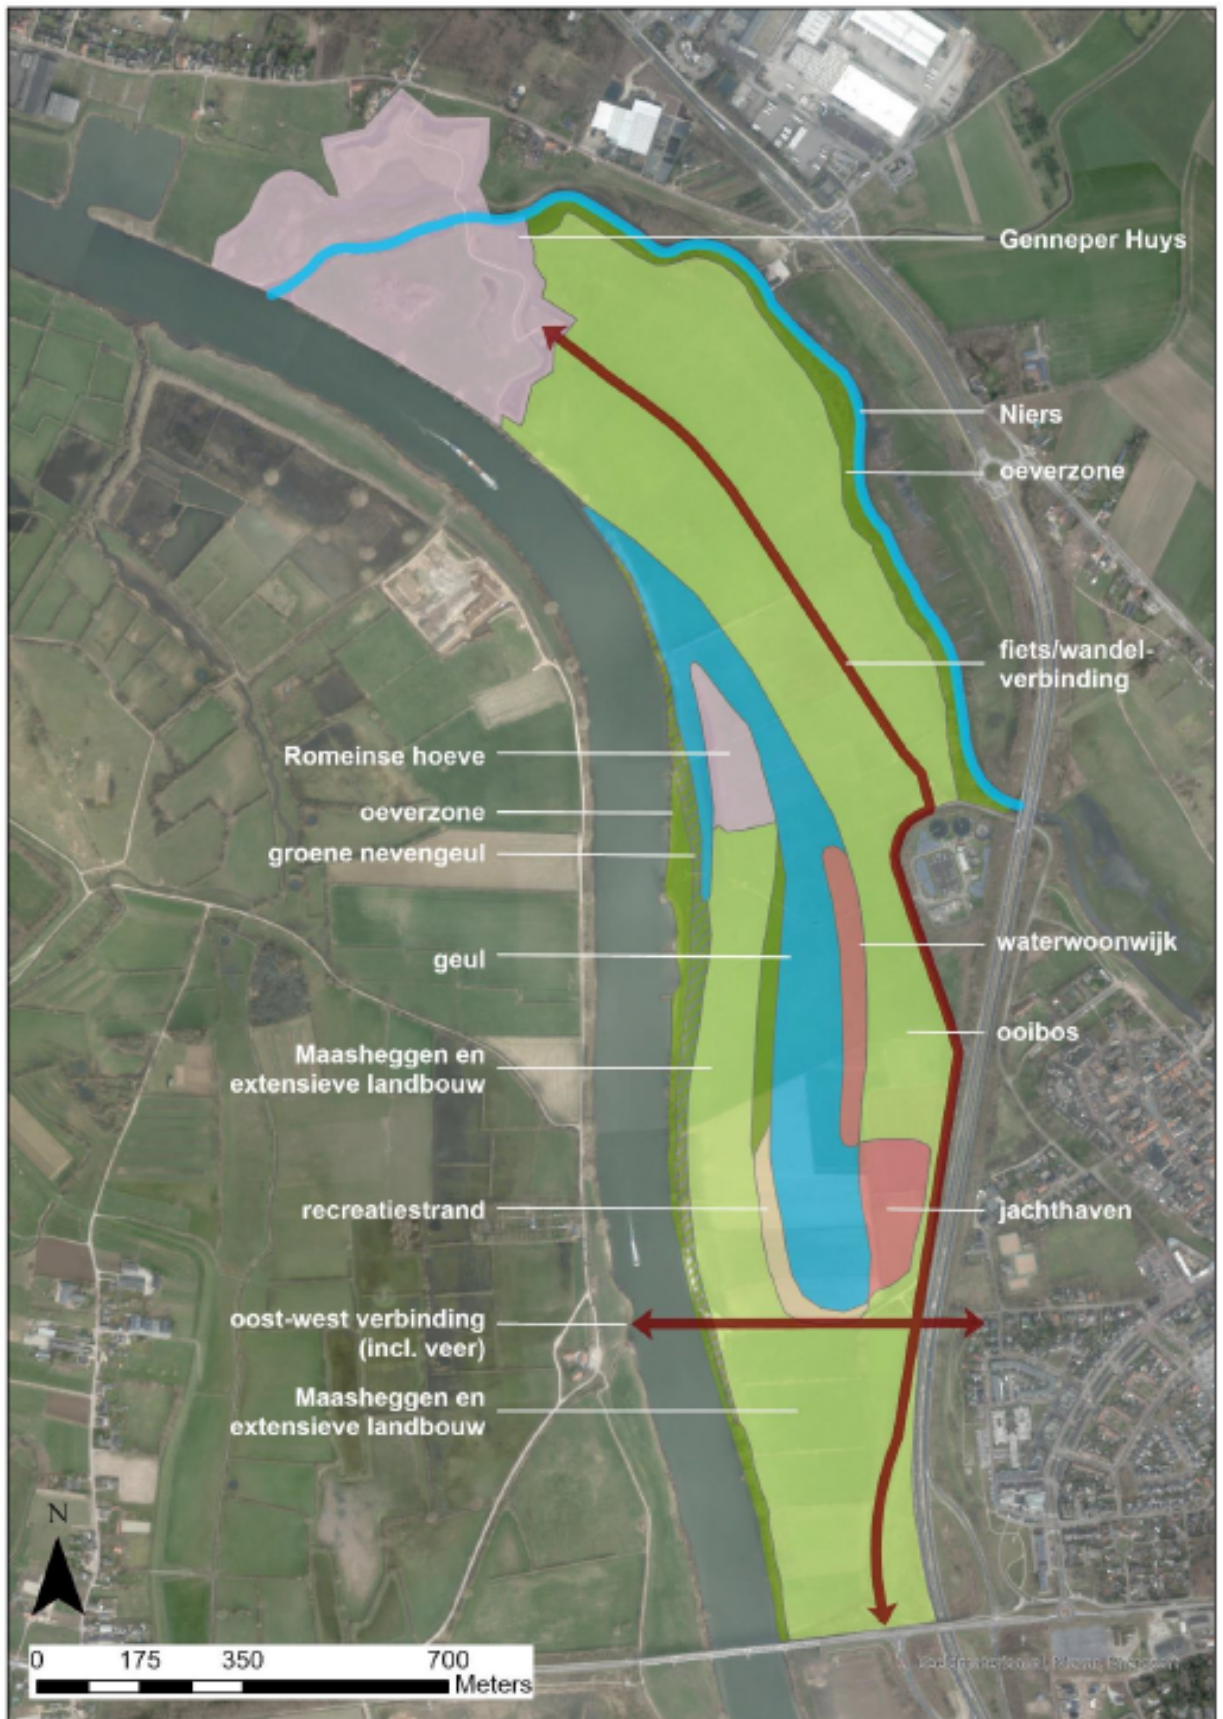 Genneper Huys
Niers
oeverzone
fiets/wandel-
verbinding
Romeinse hoeve
oeverzone
groene nevengeul
geul
waterwoonwijk
ooibos
Maasheggen en
extensieve landbouw
recreatiestrand
jachthaven
oost-west verbinding
(incl. veer)
Maasheggen en
extensieve landbouw
N
0 175 350 700
Meters